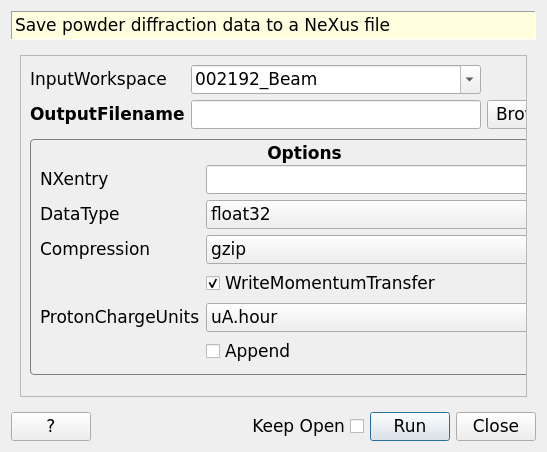 Save powder diffraction data to a NeXus file
InputWorkspace 002192_Beam
OutputFilename
Options
NXentry
DataType float32
Compression gzip
WriteMomentumTransfer
ProtonChargeUnits uA.hour
Append
? Keep Open Run Close